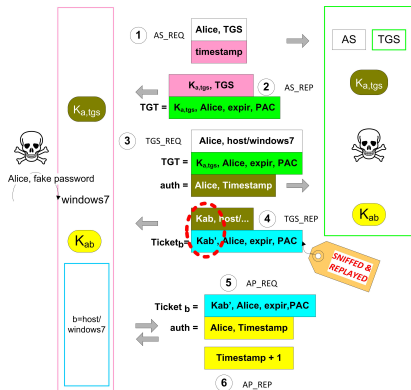 1 AS_REQ
Alice, TGS
timestamp
AS TGS
Ka,tgs, TGS
2 AS_REP
TGT = Ka,tgs, Alice, expir, PAC
Ka,tgs
Ka,tgs
3 TGS_REQ
Alice, host/windows7
TGT = Ka,tgs, Alice, expir, PAC
auth = Alice, Timestamp
Alice, fake password
windows7
Kab, host/...
4 TGS_REP
Ticketb= Kab', Alice, expir, PAC
Kab
Kab
SNIFFED &
REPLAYED
5 AP_REQ
Ticket b = Kab', Alice, expir,PAC
auth = Alice, Timestamp
b=host/
windows7
Timestamp + 1
6 AP_REP